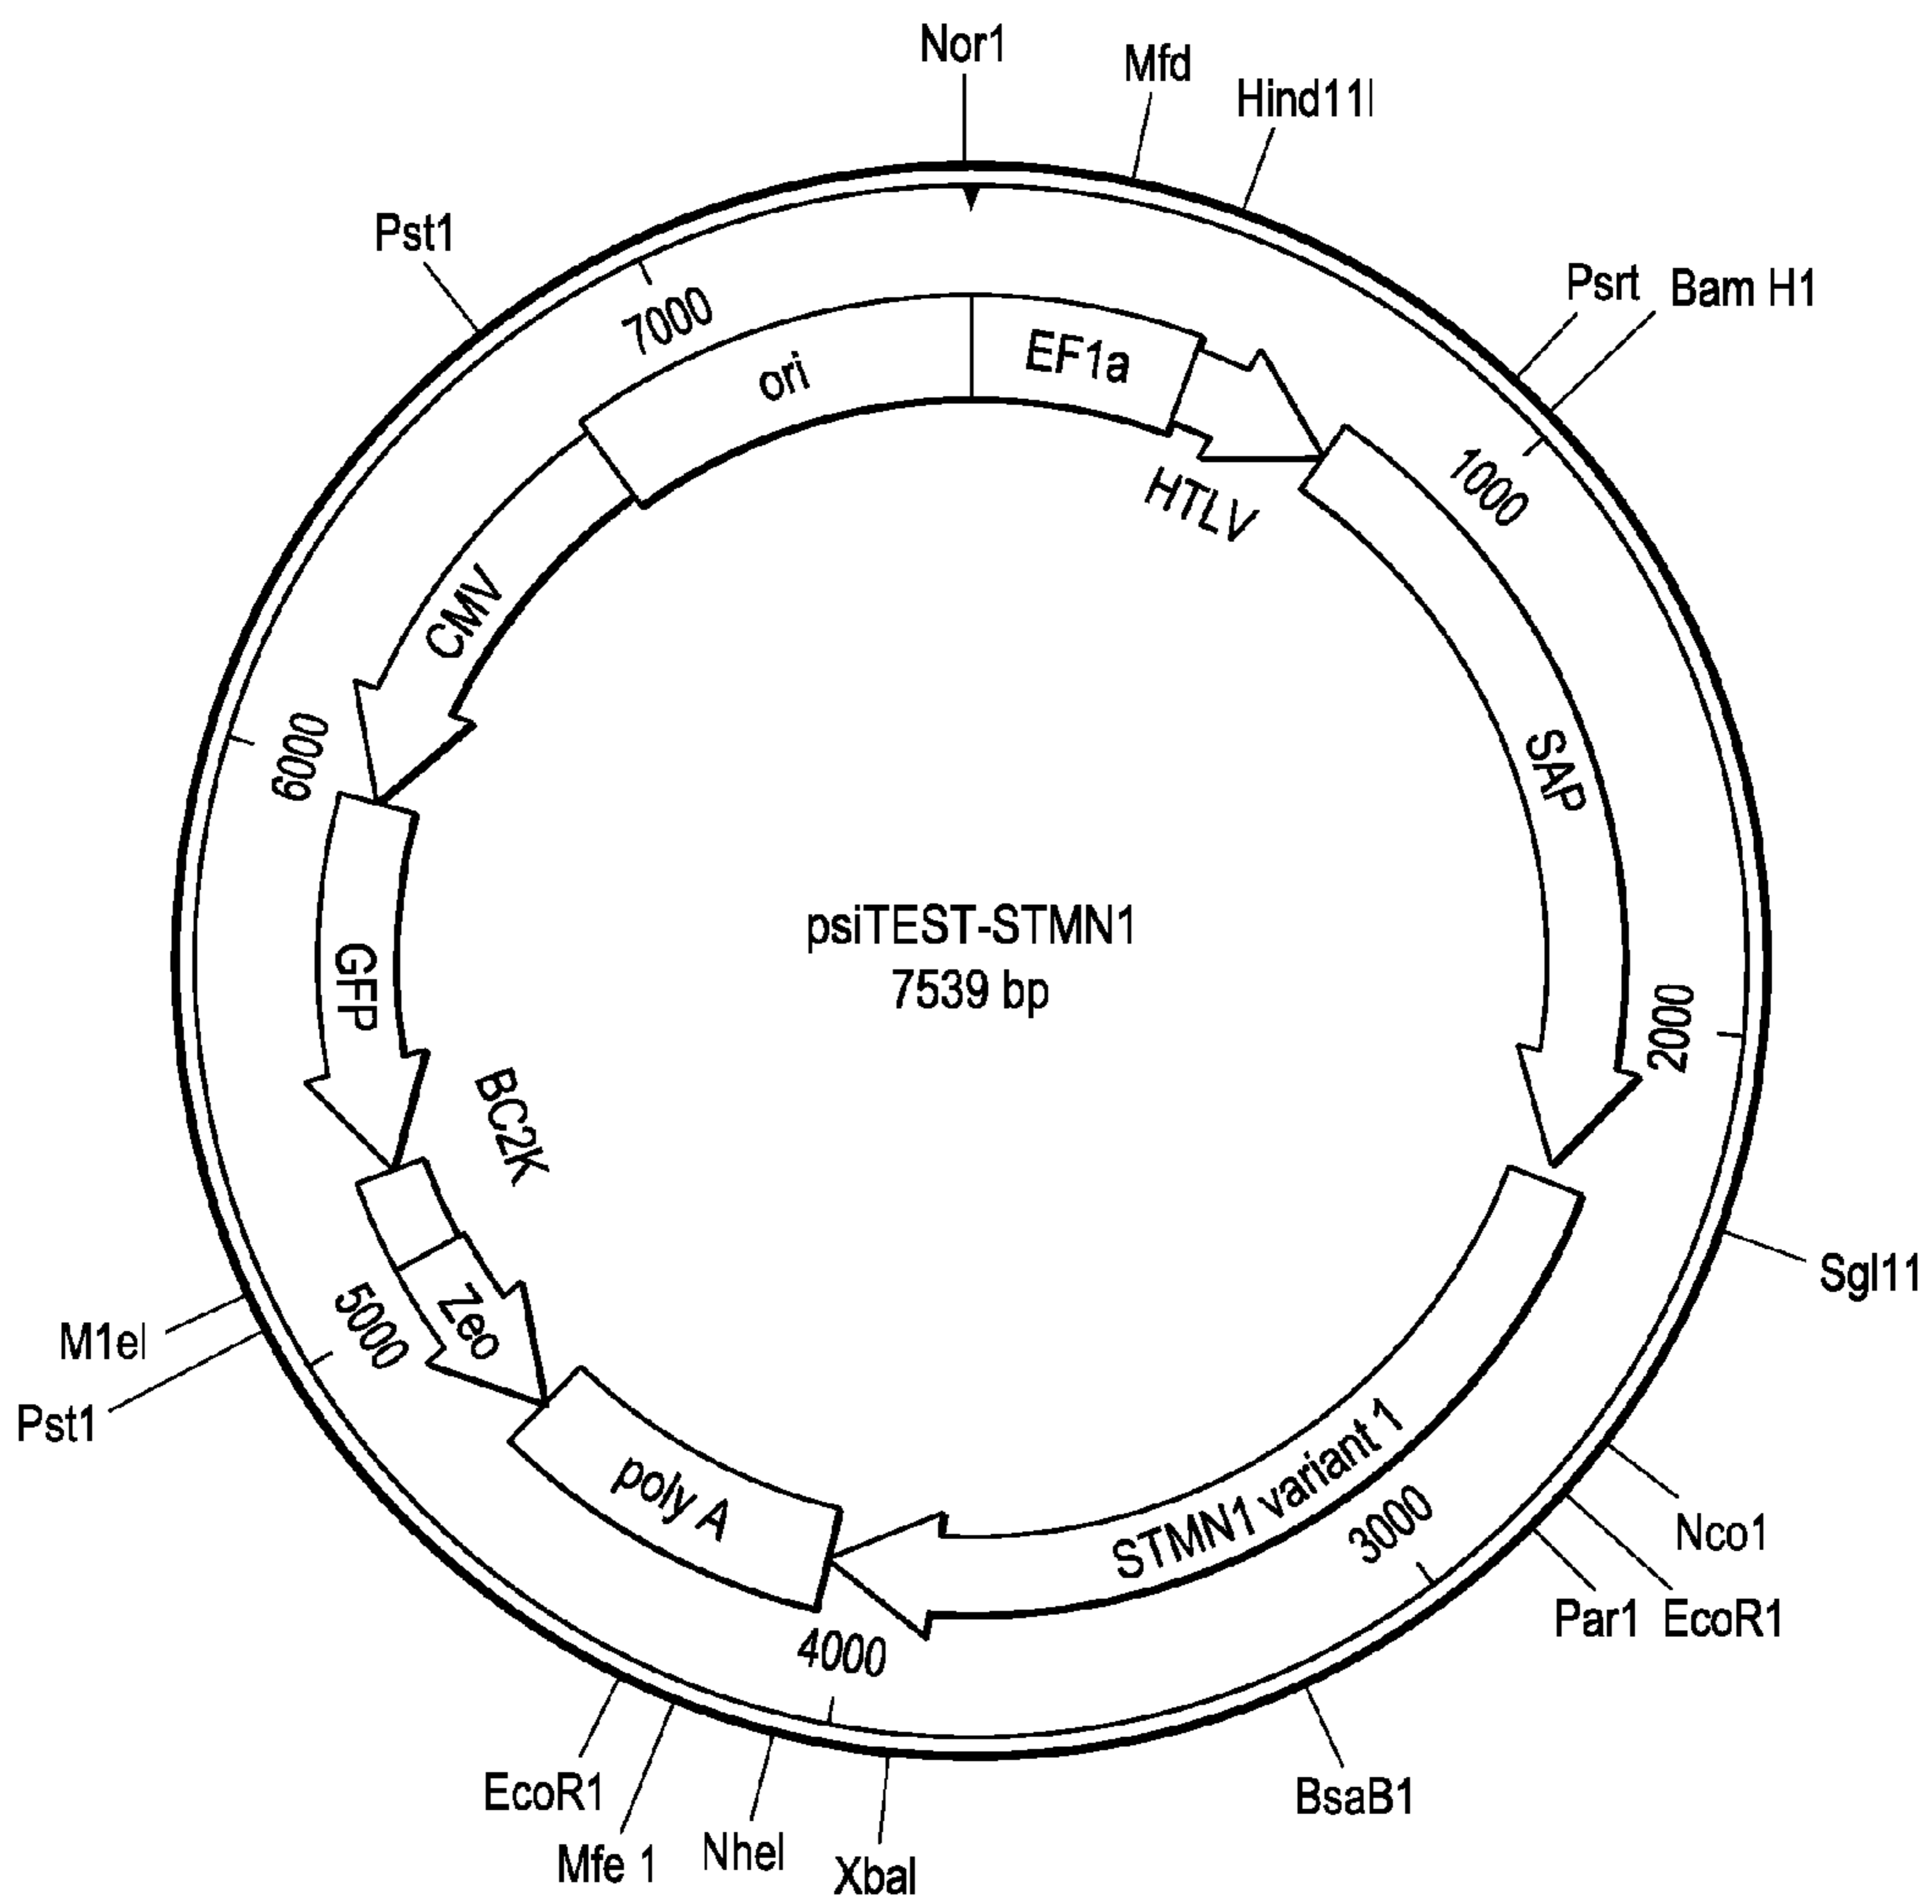 Nor1
Mfd
Hind11l
Psrt
Bam H1
Pst1
7000
ori
EF1a
HTLV
1000
CMV
6000
SAP
psiTEST-STMN1
7539 bp
GFP
2000
BC2K
Sgl11
M1el
Pst1
5000
Zeo
poly A
STMN1 variant 1
3000
Nco1
Par1
EcoR1
4000
BsaB1
EcoR1
Mfe 1
Nhel
Xbal